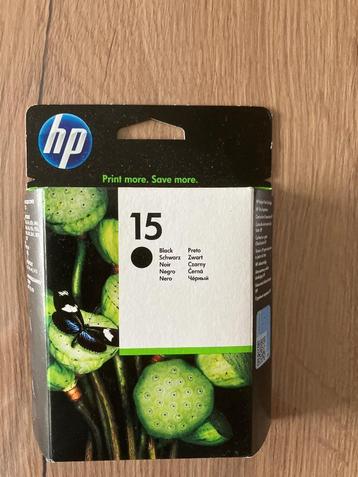 hp
Print more. Save more.
15
Black Preto
Schwarz Zwart
Noir Czarny
Negro Černá
Nero Чёрный